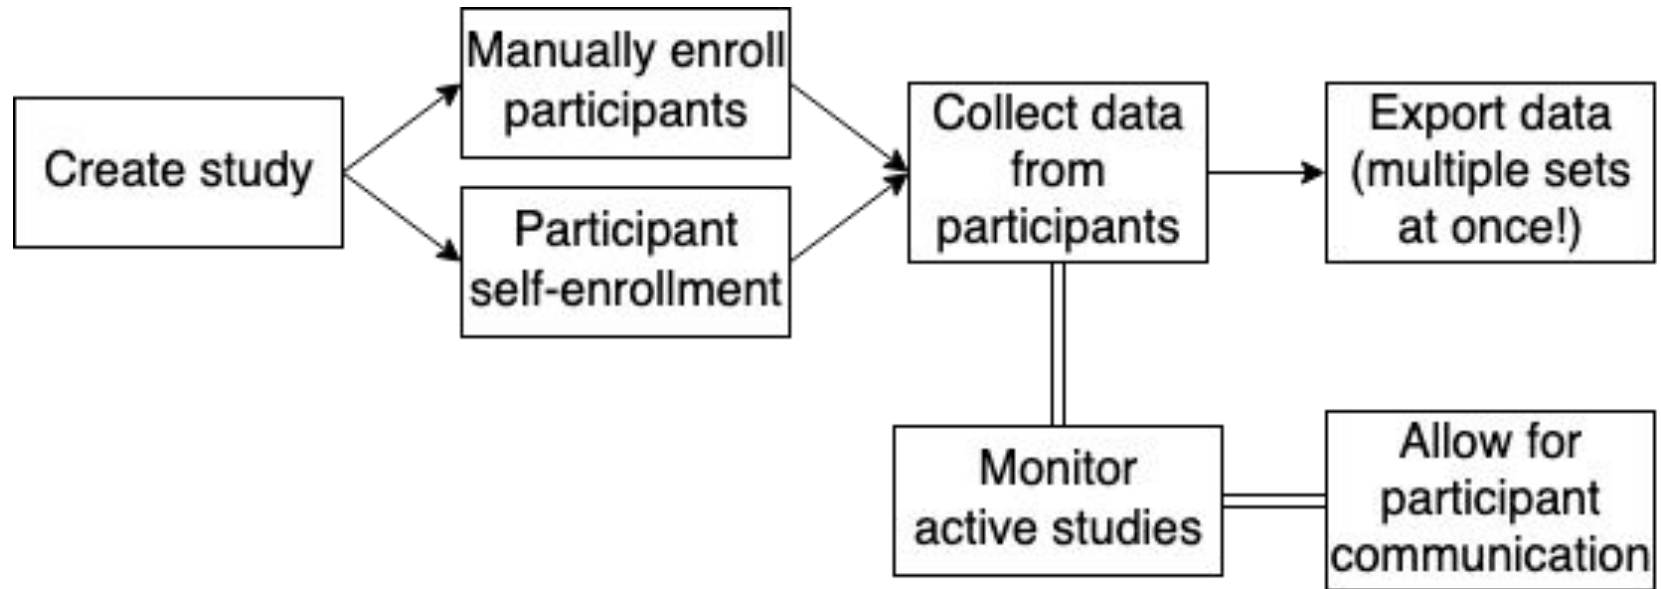 Create study
Manually enroll
participants
Participant
self-enrollment
Collect data
from
participants
Export data
(multiple sets
at once!)
Monitor
active studies
Allow for
participant
communication